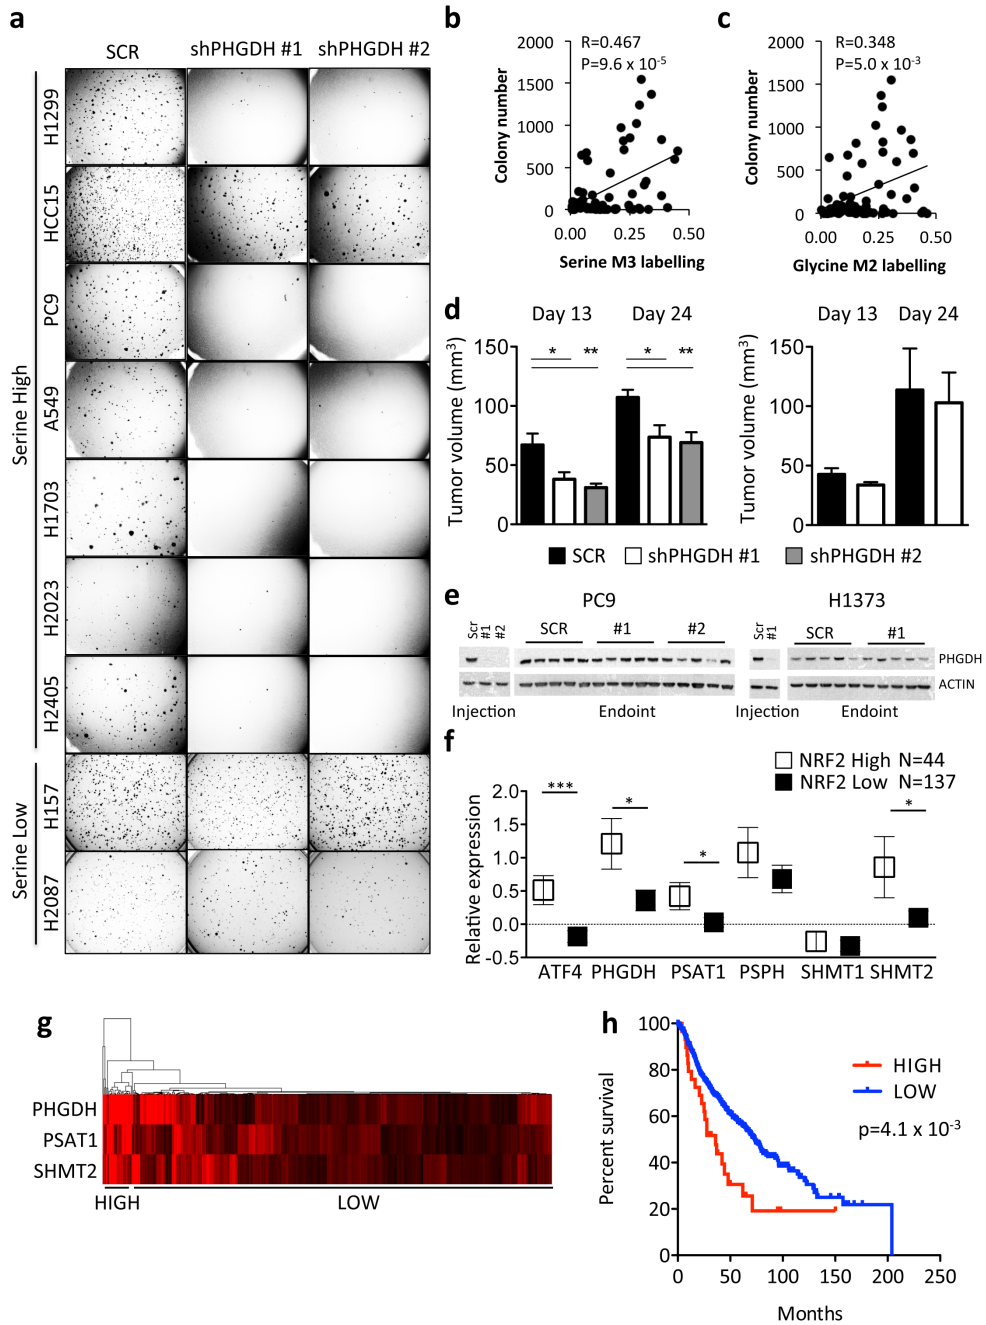 a
SCR shPHGDH #1 shPHGDH #2
Serine High
H1299
HCC15
PC9
A549
H1703
H2023
H2405
Serine Low
H157
H2087
b
R=0.467
P=9.6 x 10-5
Colony number
2000
1500
1000
500
0
0.00 0.25 0.50
Serine M3 labelling
c
R=0.348
P=5.0 x 10-3
Colony number
2000
1500
1000
500
0
0.00 0.25 0.50
Glycine M2 labelling
d
Day 13 Day 24
Tumor volume (mm3)
150
100
50
0
* ** * **
Day 13 Day 24
Tumor volume (mm3)
150
100
50
0
SCR shPHGDH #1 shPHGDH #2
e
PC9 H1373
Scr #1 #2 SCR #1 #2 Scr #1 SCR #1
PHGDH
ACTIN
Injection Endoint Injection Endoint
f
NRF2 High N=44
NRF2 Low N=137
Relative expression
2.0
1.5
1.0
0.5
0.0
-0.5
*** * * *
ATF4 PHGDH PSAT1 PSPH SHMT1 SHMT2
g
PHGDH
PSAT1
SHMT2
HIGH LOW
h
Percent survival
100
80
60
40
20
0
HIGH
LOW
p=4.1 x 10-3
0 50 100 150 200 250
Months